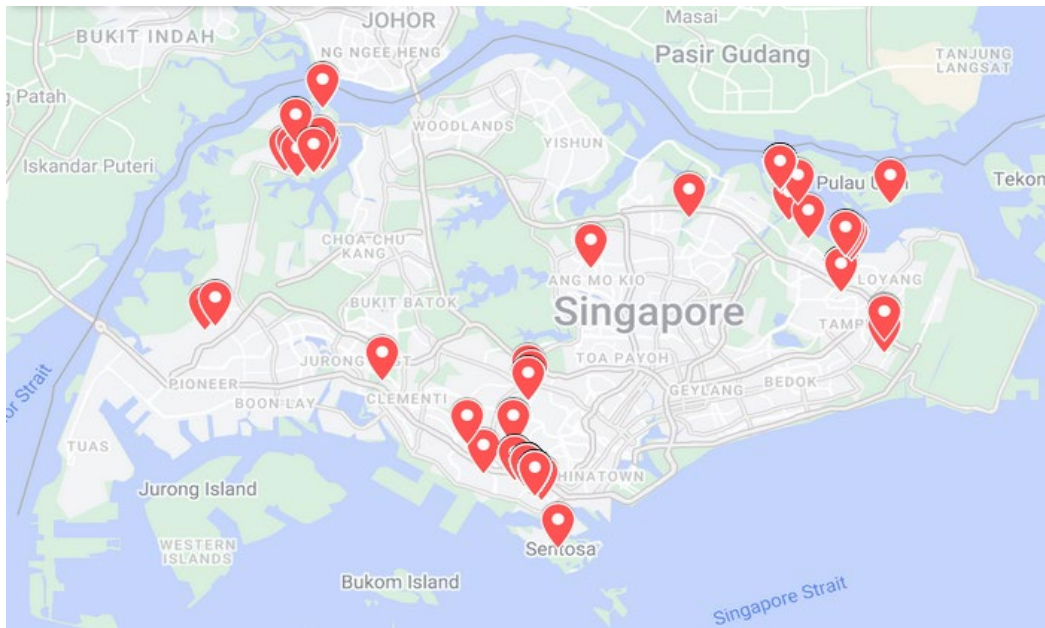 JOHOR
BUKIT INDAH
NG NGEE HENG
Masai
Pasir Gudang
TANJUNG
LANGSAT
Patah
Iskandar Puteri
WOODLANDS
YISHUN
Pulau
Tekon
CHOA CHU
KANG
ANG MO KIO
LOYANG
BUKIT BATOK
Singapore
TAMP
JURONG
TOA PAYOH
PIONEER
BOON LAY
CLEMENTI
GEYLANG
BEDOK
or Strait
TUAS
HINATOWN
Jurong Island
WESTERN
ISLANDS
Sentosa
Bukom Island
Singapore Strait